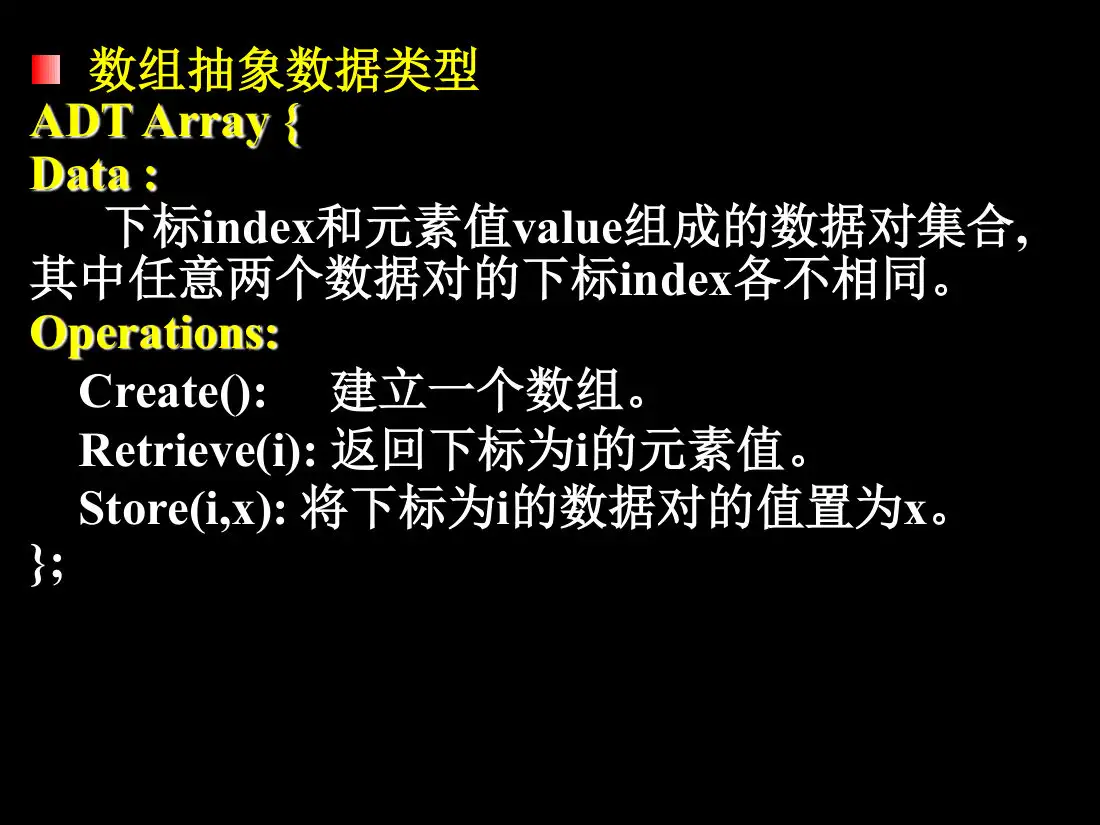 数组抽象数据类型
ADT Array {
Data :
下标index和元素值value组成的数据对集合,
其中任意两个数据对的下标index各不相同。
Operations:
Create(): 建立一个数组。
Retrieve(i): 返回下标为i的元素值。
Store(i,x): 将下标为i的数据对的值置为x。
};